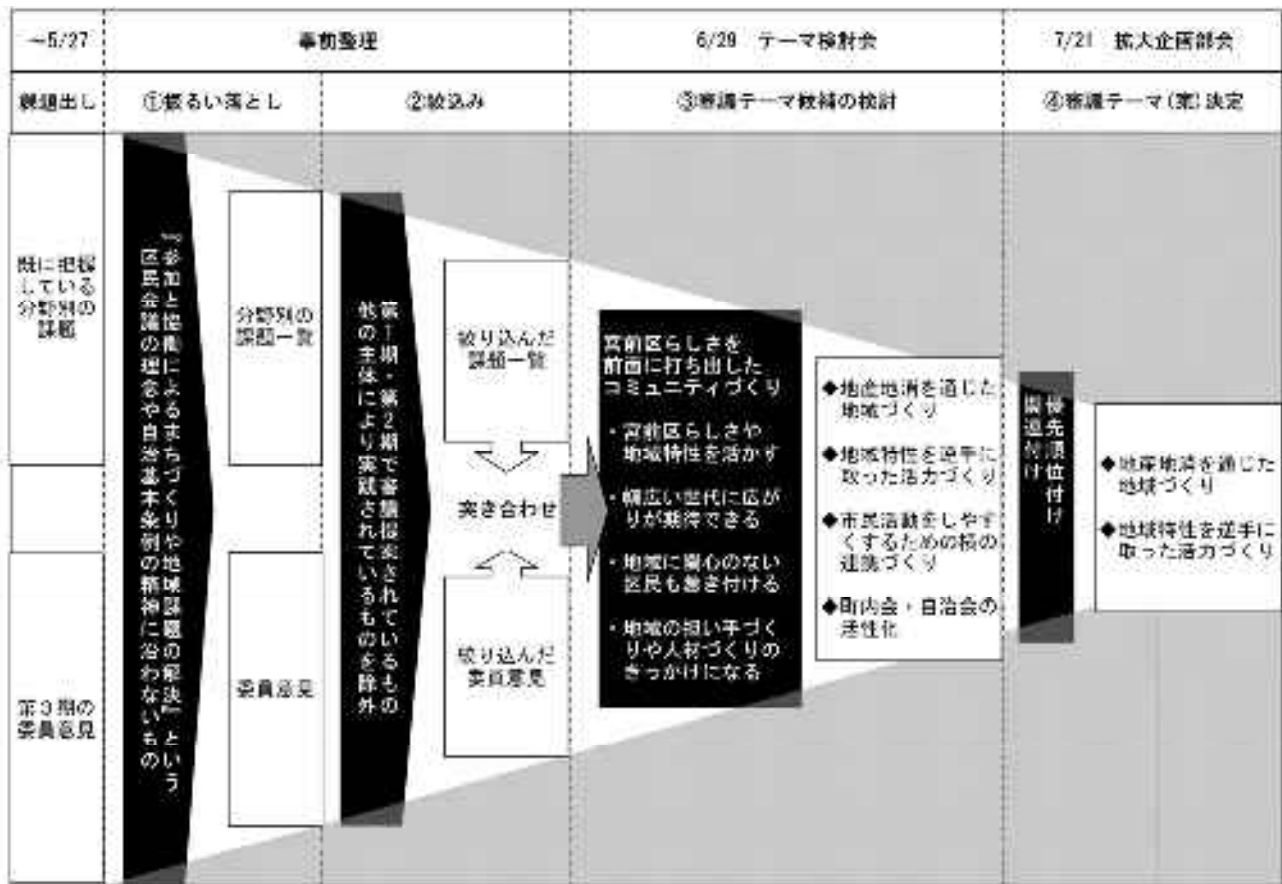 ~5/27
事前整理
6/29 テーマ検討会
7/21 拡大企画部会
課題出し
①振るい落とし
②絞込み
③審議テーマ候補の検討
④審議テーマ(案)決定
既に把握
している
分野別の
課題
第3期の
委員意見
『参加と協働によるまちづくりや地域課題の解決』という
区民会議の理念や自治基本条例の精神に沿わないもの
分野別の
課題一覧
委員意見
第1期・第2期で審議提案されているもの
他の主体により実践されているものを除外
絞り込んだ
課題一覧
突き合わせ
絞り込んだ
委員意見
宮前区らしさを
前面に打ち出した
コミュニティづくり
・宮前区らしさや
地域特性を活かす
・幅広い世代に広が
りが期待できる
・地域に関心のない
区民も惹き付ける
・地域の担い手づく
りや人材づくりの
きっかけになる
◆地産地消を通じた
地域づくり
◆地域特性を逆手に
取った活力づくり
◆市民活動をしやす
くするための横の
連携づくり
◆町内会・自治会の
活性化
優先順位付け
関連付け
◆地産地消を通じた
地域づくり
◆地域特性を逆手に
取った活力づくり